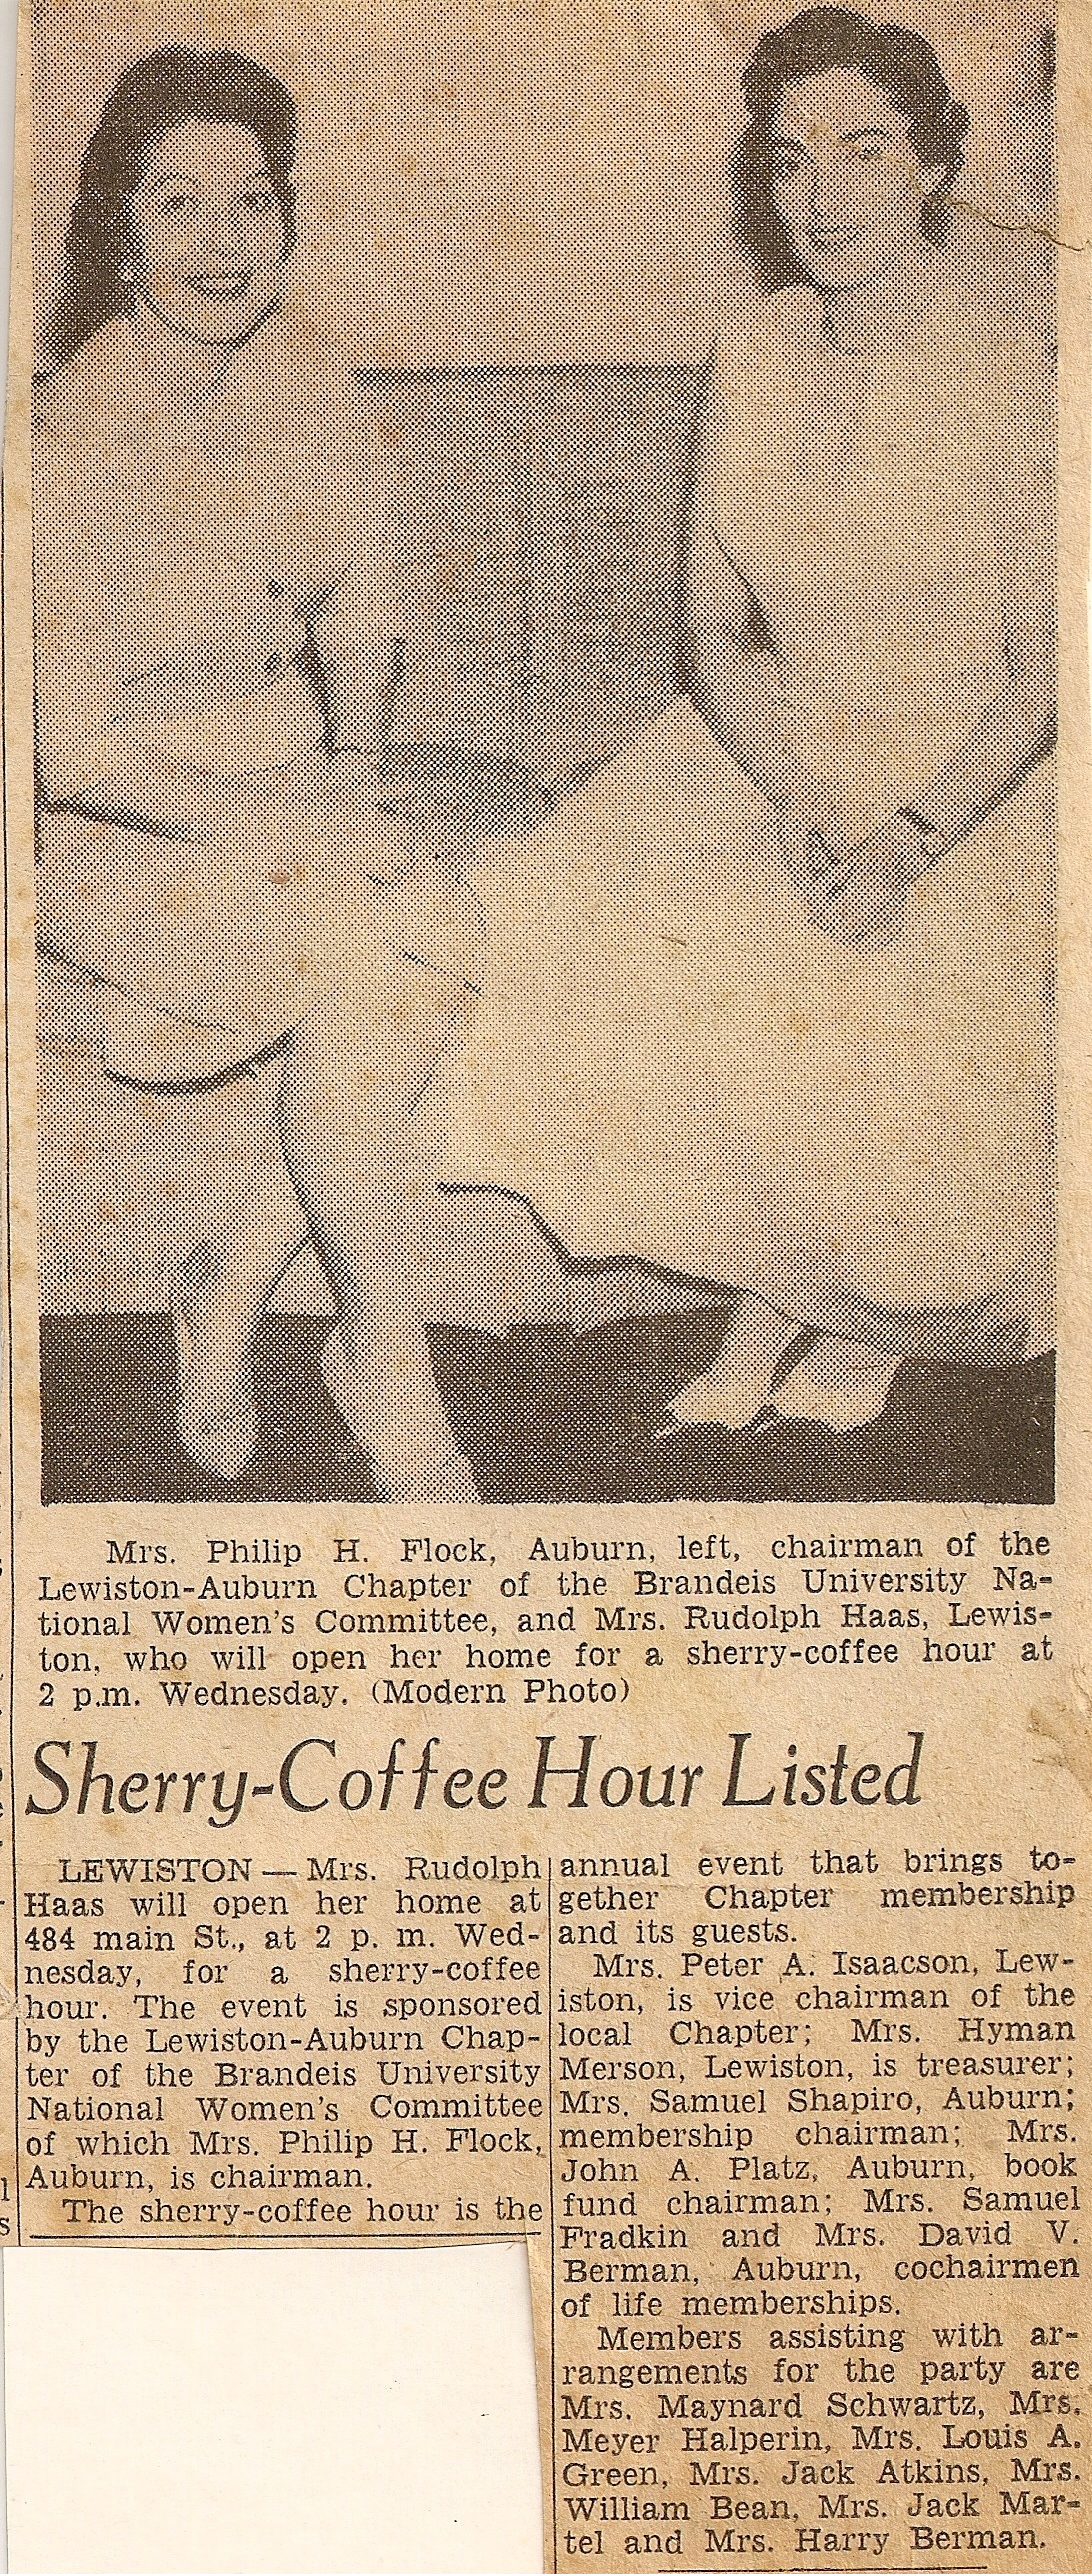 Mrs. Philip H. Flock, Auburn, left, chairman of the
Lewiston-Auburn Chapter of the Brandeis University Na-
tional Women's Committee, and Mrs. Rudolph Haas, Lewis-
ton, who will open her home for a sherry-coffee hour at
2 p.m. Wednesday. (Modern Photo)
Sherry-Coffee Hour Listed
LEWISTON — Mrs. Rudolph
Haas will open her home at
484 main St., at 2 p. m. Wed-
nesday, for a sherry-coffee
hour. The event is sponsored
by the Lewiston-Auburn Chap-
ter of the Brandeis University
National Women's Committee
of which Mrs. Philip H. Flock,
Auburn, is chairman.
The sherry-coffee hour is the
annual event that brings to-
gether Chapter membership
and its guests.
Mrs. Peter A. Isaacson, Lew-
iston, is vice chairman of the
local Chapter; Mrs. Hyman
Merson, Lewiston, is treasurer;
Mrs. Samuel Shapiro, Auburn;
membership chairman; Mrs.
John A. Platz, Auburn, book
fund chairman; Mrs. Samuel
Fradkin and Mrs. David V.
Berman, Auburn, cochairmen
of life memberships.
Members assisting with ar-
rangements for the party are
Mrs. Maynard Schwartz, Mrs.
Meyer Halperin, Mrs. Louis A.
Green, Mrs. Jack Atkins, Mrs.
William Bean, Mrs. Jack Mar-
tel and Mrs. Harry Berman.